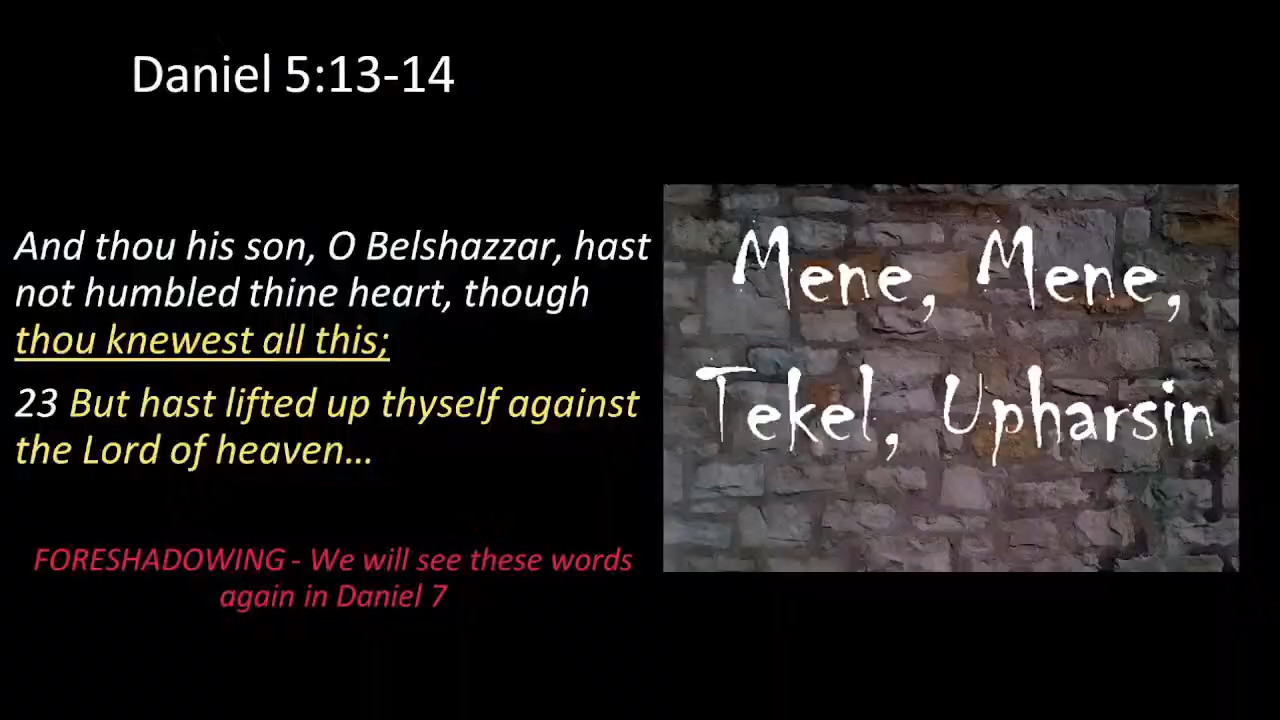 Daniel 5:13-14
And thou his son, O Belshazzar, hast
not humbled thine heart, though
thou knewest all this;
23 But hast lifted up thyself against
the Lord of heaven…
FORESHADOWING - We will see these words
again in Daniel 7
Mene, Mene,
Tekel, Upharsin